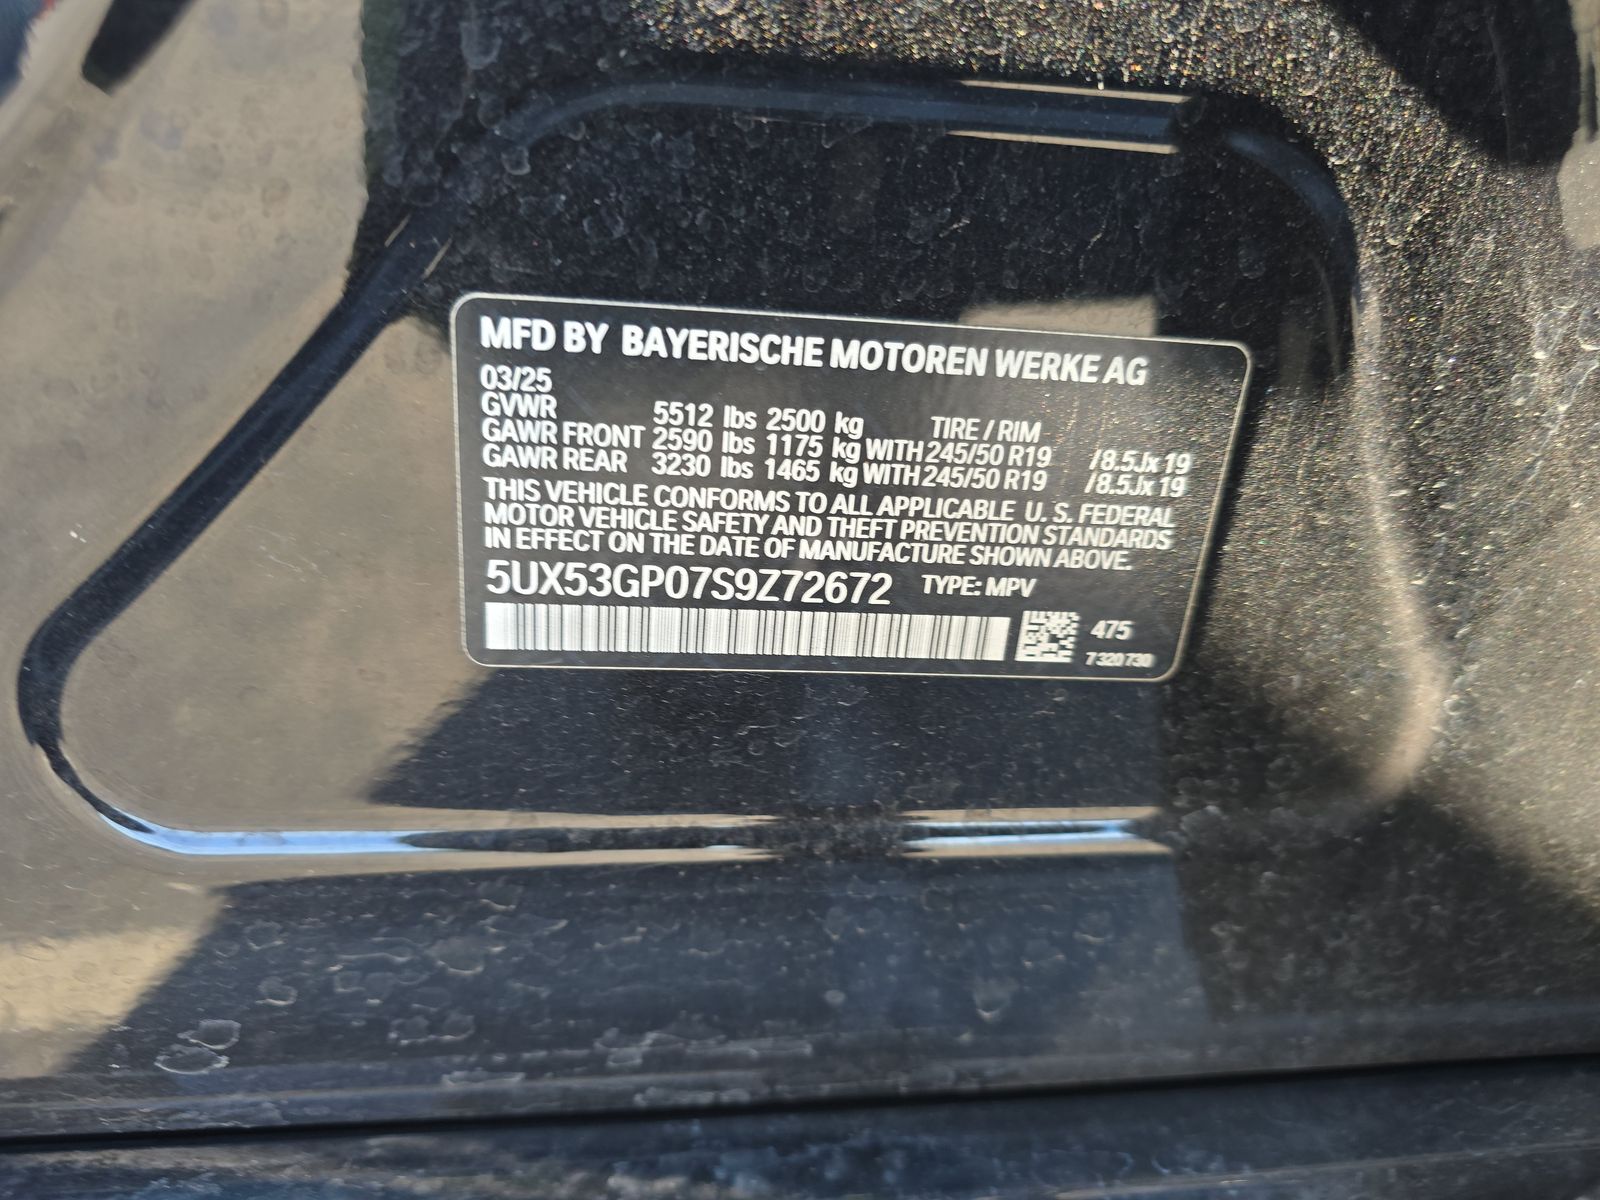 MFD BY BAYERISCHE MOTOREN WERKE AG
03/25
GVWR 5512 lbs 2500 kg TIRE / RIM
GAWR FRONT 2590 lbs 1175 kg WITH 245/50 R19 / 8.5Jx 19
GAWR REAR 3230 lbs 1465 kg WITH 245/50 R19 / 8.5Jx 19
THIS VEHICLE CONFORMS TO ALL APPLICABLE U. S. FEDERAL
MOTOR VEHICLE SAFETY AND THEFT PREVENTION STANDARDS
IN EFFECT ON THE DATE OF MANUFACTURE SHOWN ABOVE.
5UX53GP07S9Z72672 TYPE: MPV
475
7 320 730